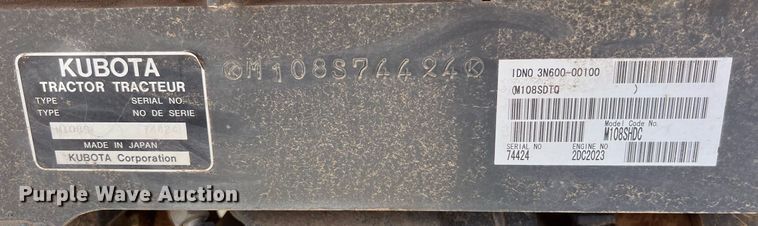 KUBOTA
TRACTOR TRACTEUR
TYPE SERIAL NO.
TYPE NO DE SERIE
M108S 74424
MADE IN JAPAN
KUBOTA Corporation
M108S74424
IDNO 3N600-00100
(M108SDTQ )
Model Code No.
M108SHDC
SERIAL NO ENGINE NO
74424 2DC2023
Purple Wave Auction